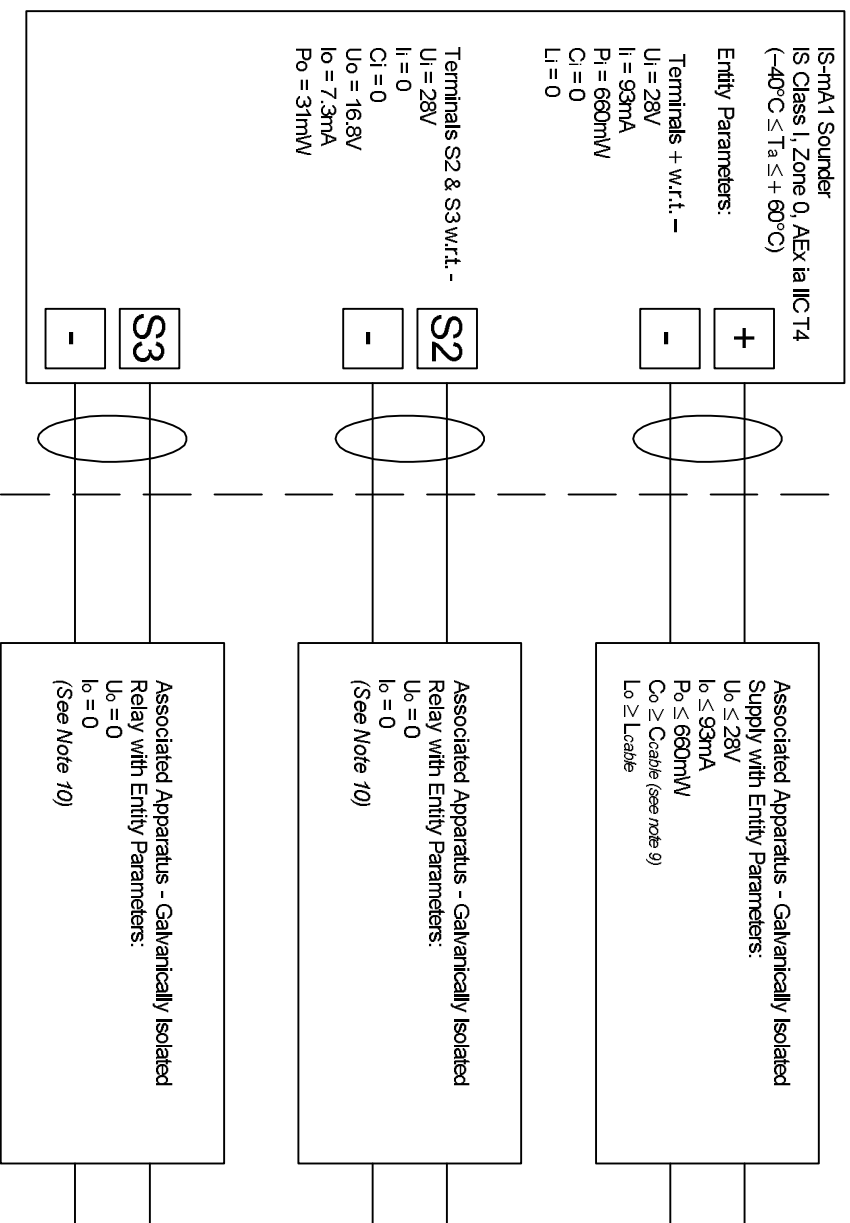 IS-mA1 Sounder
IS Class I, Zone 0, AEx ia IIC T4
(–40°C ≤ Ta ≤ + 60°C)
Entity Parameters:
Terminals + w.r.t. –
Ui = 28V
Ii = 93mA
Pi = 660mW
Ci = 0
Li = 0
Terminals S2 & S3 w.r.t. -
Ui = 28V
Ii = 0
Ci = 0
Uo = 16.8V
Io = 7.3mA
Po = 31mW
+
-
S2
-
S3
-
Associated Apparatus - Galvanically Isolated
Supply with Entity Parameters:
Uo ≤ 28V
Io ≤ 93mA
Po ≤ 660mW
Co ≥ Ccable (see note 9)
Lo ≥ Lcable
Associated Apparatus - Galvanically Isolated
Relay with Entity Parameters:
Uo = 0
Io = 0
(See Note 10)
Associated Apparatus - Galvanically Isolated
Relay with Entity Parameters:
Uo = 0
Io = 0
(See Note 10)